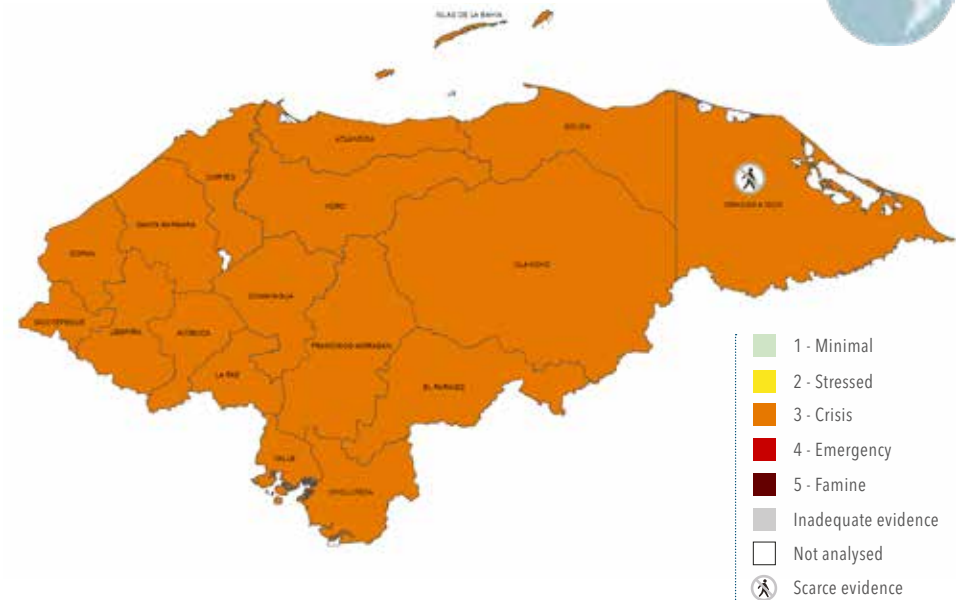 ISLAS DE LA BAHIA
ATLANTIDA
COLON
CORTES
YORO
GRACIAS A DIOS
SANTA BARBARA
COPAN
OLANCHO
COMAYAGUA
OCOTEPEQUE
LEMPIRA
INTIBUCA
FRANCISCO MORAZAN
LA PAZ
EL PARAISO
VALLE
CHOLUTECA
1 - Minimal
2 - Stressed
3 - Crisis
4 - Emergency
5 - Famine
Inadequate evidence
Not analysed
Scarce evidence